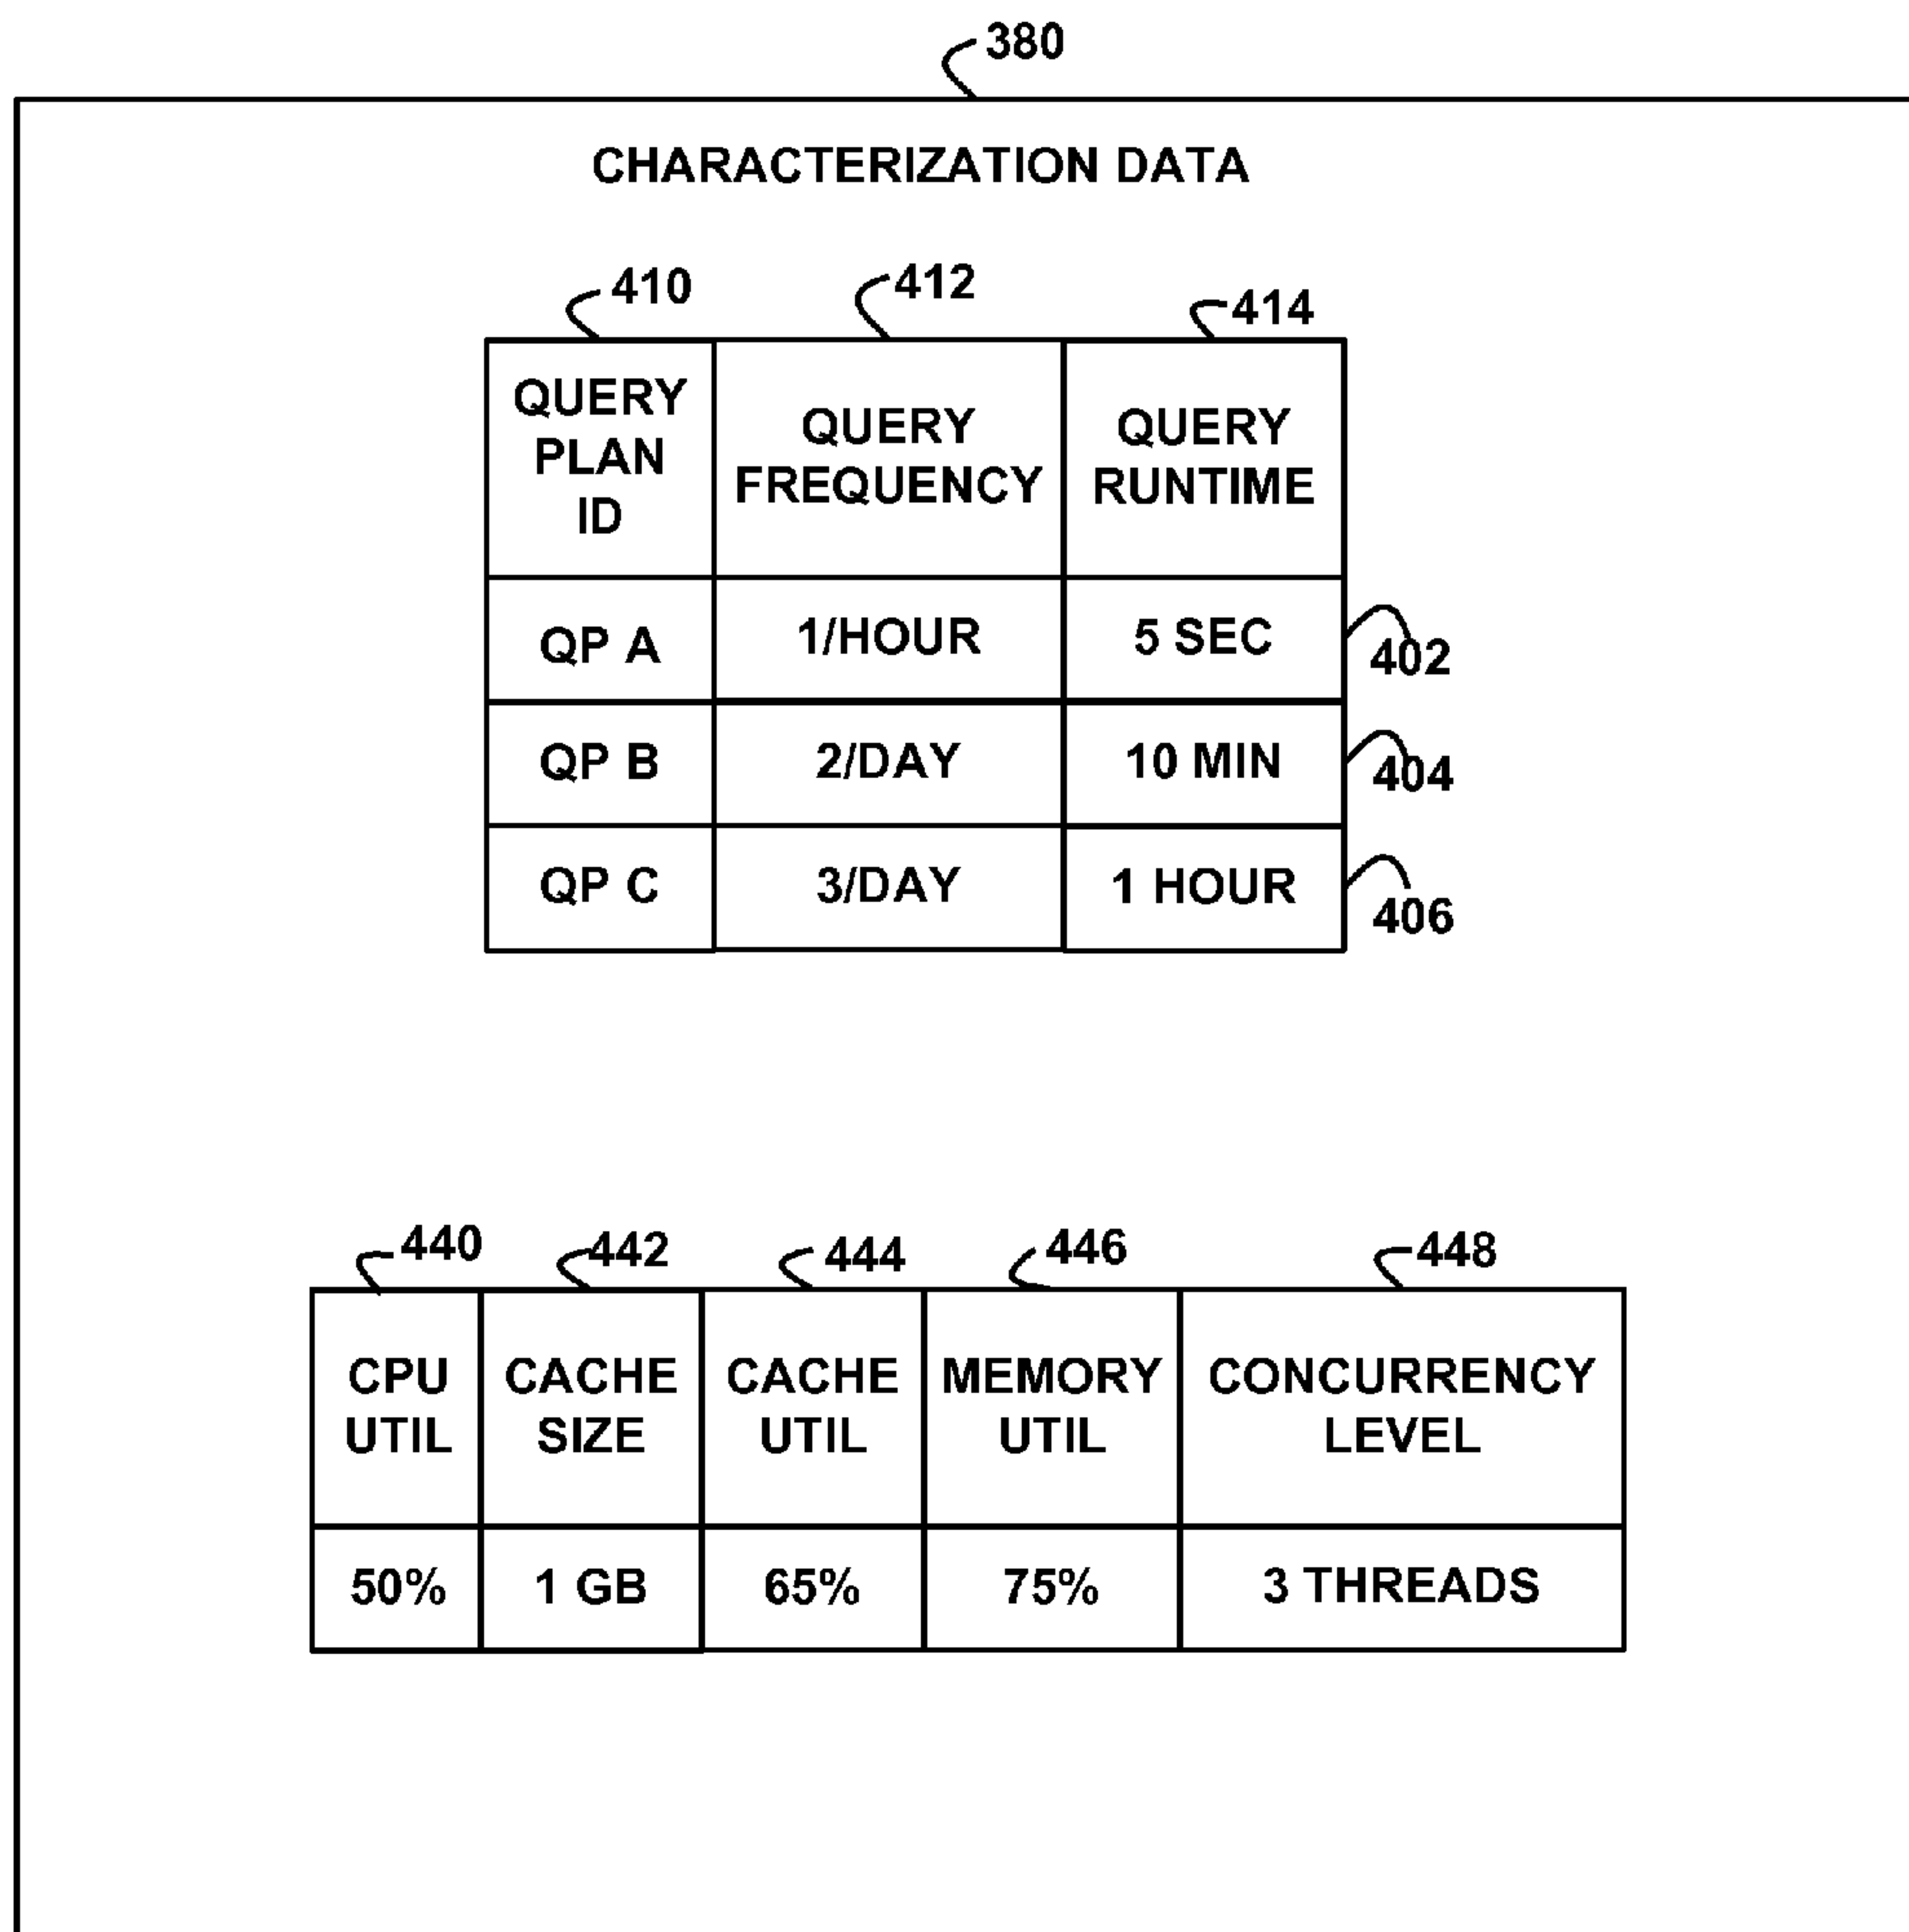 380
CHARACTERIZATION DATA
410
412
414
QUERY
PLAN
ID
QUERY
FREQUENCY
QUERY
RUNTIME
QP A
1/HOUR
5 SEC
402
QP B
2/DAY
10 MIN
404
QP C
3/DAY
1 HOUR
406
440
442
444
446
448
CPU
UTIL
CACHE
SIZE
CACHE
UTIL
MEMORY
UTIL
CONCURRENCY
LEVEL
50%
1 GB
65%
75%
3 THREADS